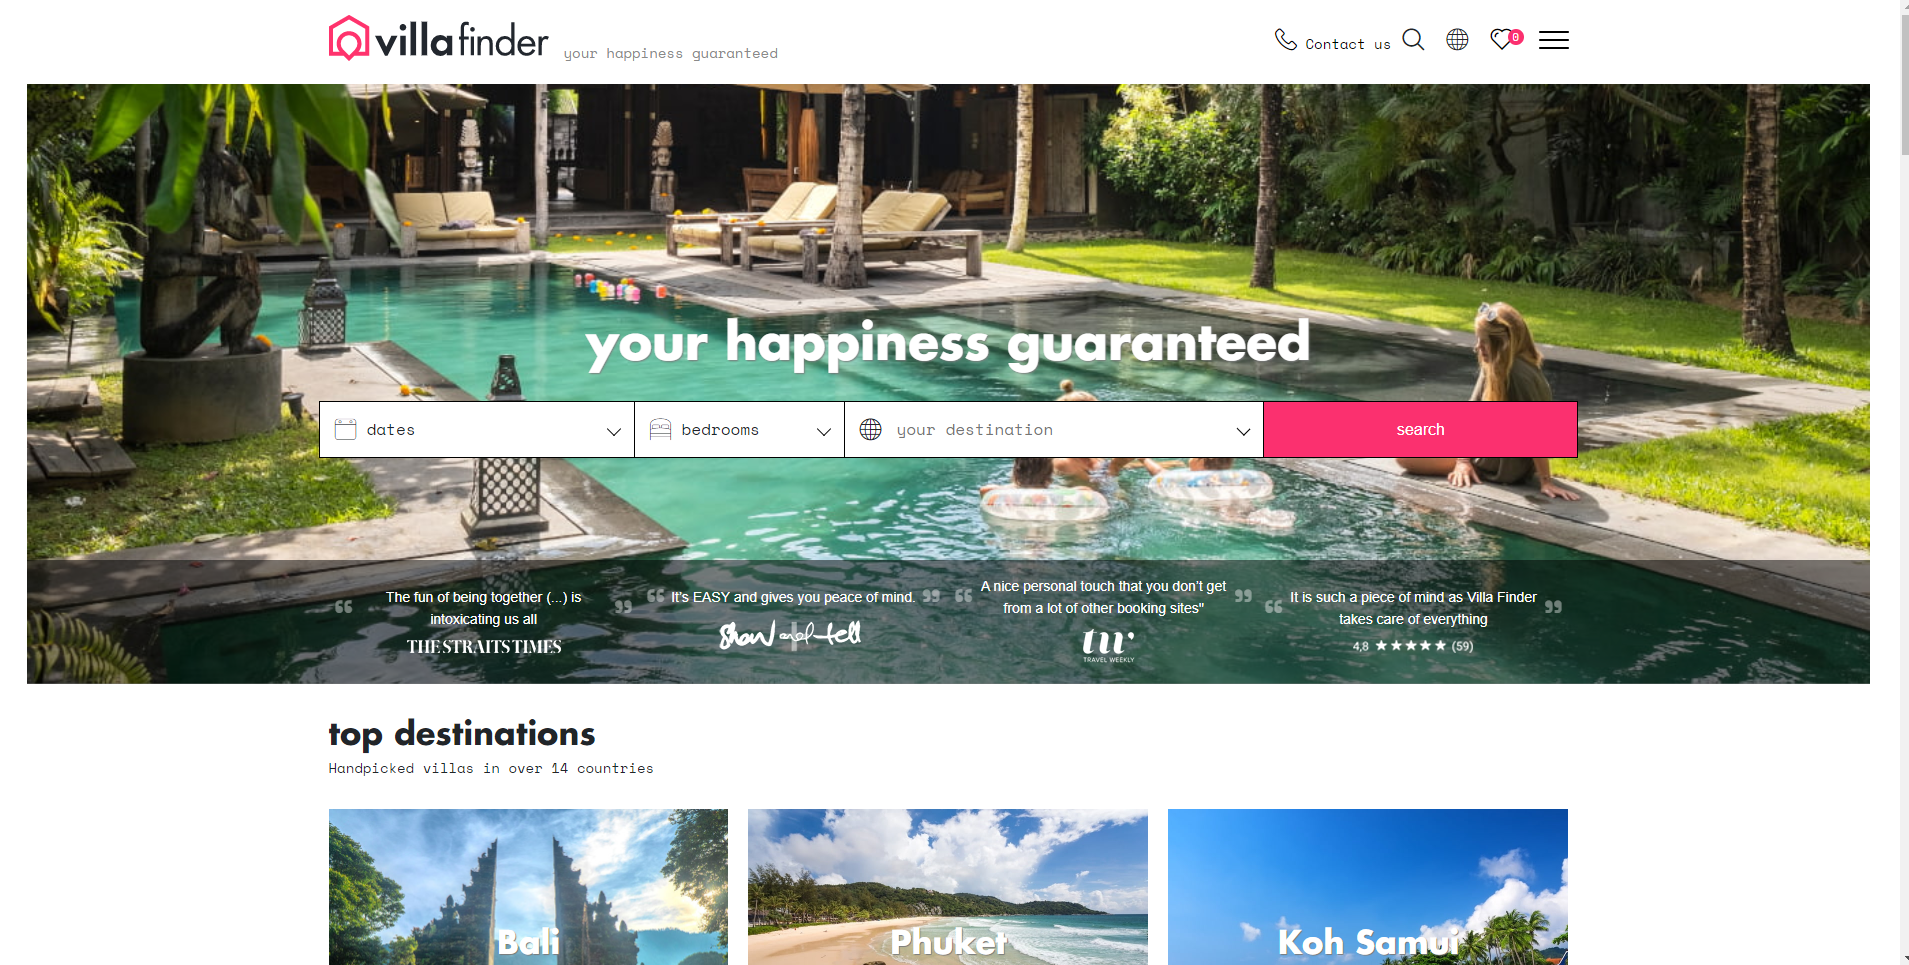 villa finder
your happiness guaranteed
Contact us
0
your happiness guaranteed
dates
bedrooms
your destination
search
The fun of being together (...) is
intoxicating us all
THE STRAITS TIMES
It's EASY and gives you peace of mind.
Show and tell
A nice personal touch that you don't get
from a lot of other booking sites"
tw
TRAVEL WEEKLY
It is such a piece of mind as Villa Finder
takes care of everything
4,8 ★★★★★ (59)
top destinations
Handpicked villas in over 14 countries
Bali
Phuket
Koh Samui